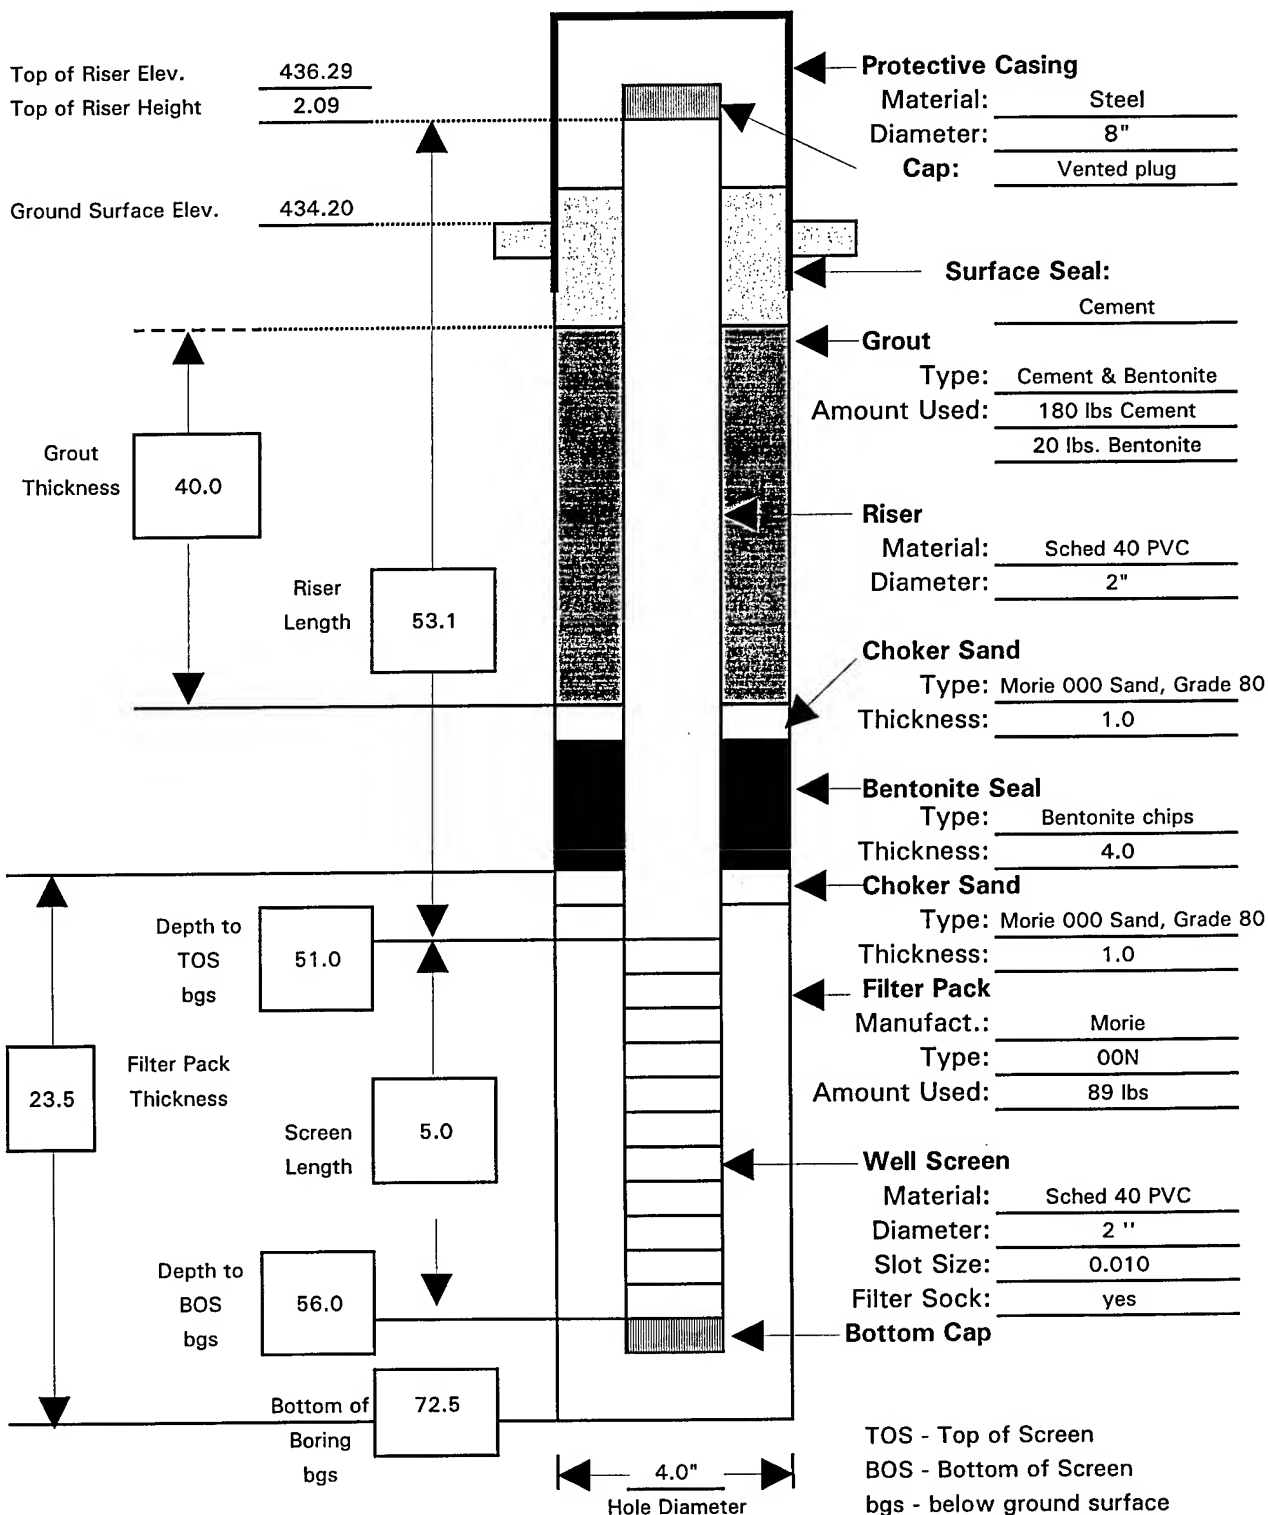 Top of Riser Elev. 436.29
Top of Riser Height 2.09
Ground Surface Elev. 434.20
Protective Casing
Material: Steel
Diameter: 8"
Cap: Vented plug
Surface Seal:
Cement
Grout
Type: Cement & Bentonite
Amount Used: 180 lbs Cement
20 lbs. Bentonite
Grout
Thickness
40.0
Riser
Material: Sched 40 PVC
Diameter: 2"
Riser
Length
53.1
Choker Sand
Type: Morie 000 Sand, Grade 80
Thickness: 1.0
Bentonite Seal
Type: Bentonite chips
Thickness: 4.0
Choker Sand
Type: Morie 000 Sand, Grade 80
Thickness: 1.0
Depth to
TOS
bgs
51.0
Filter Pack
Manufact.: Morie
Type: 00N
Amount Used: 89 lbs
Filter Pack
Thickness
23.5
Screen
Length
5.0
Well Screen
Material: Sched 40 PVC
Diameter: 2 ''
Slot Size: 0.010
Filter Sock: yes
Bottom Cap
Depth to
BOS
bgs
56.0
Bottom of
Boring
bgs
72.5
4.0"
Hole Diameter
TOS - Top of Screen
BOS - Bottom of Screen
bgs - below ground surface